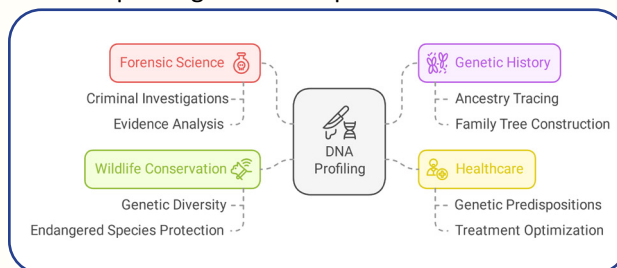 Forensic Science
Criminal Investigations
Evidence Analysis
Wildlife Conservation
Genetic Diversity
Endangered Species Protection
DNA
Profiling
Genetic History
Ancestry Tracing
Family Tree Construction
Healthcare
Genetic Predispositions
Treatment Optimization